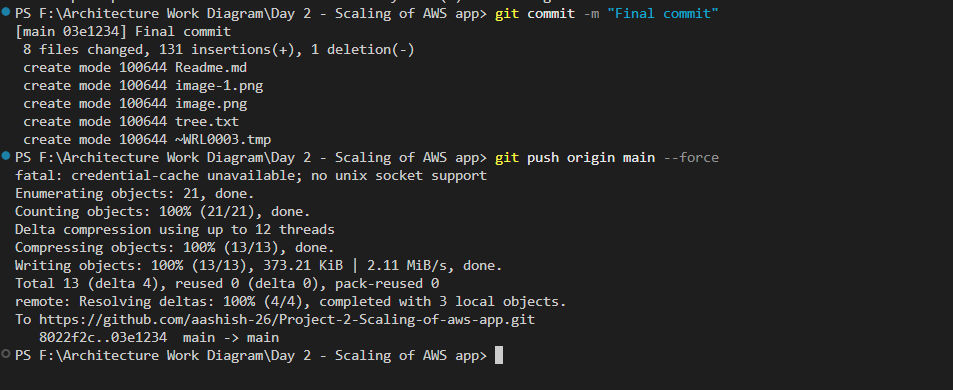 PS F:\Architecture Work Diagram\Day 2 - Scaling of AWS app> git commit -m "Final commit"
[main 03e1234] Final commit
 8 files changed, 131 insertions(+), 1 deletion(-)
 create mode 100644 Readme.md
 create mode 100644 image-1.png
 create mode 100644 image.png
 create mode 100644 tree.txt
 create mode 100644 ~WRL0003.tmp
PS F:\Architecture Work Diagram\Day 2 - Scaling of AWS app> git push origin main --force
fatal: credential-cache unavailable; no unix socket support
Enumerating objects: 21, done.
Counting objects: 100% (21/21), done.
Delta compression using up to 12 threads
Compressing objects: 100% (13/13), done.
Writing objects: 100% (13/13), 373.21 KiB | 2.11 MiB/s, done.
Total 13 (delta 4), reused 0 (delta 0), pack-reused 0
remote: Resolving deltas: 100% (4/4), completed with 3 local objects.
To https://github.com/aashish-26/Project-2-Scaling-of-aws-app.git
   8022f2c..03e1234  main -> main
PS F:\Architecture Work Diagram\Day 2 - Scaling of AWS app>